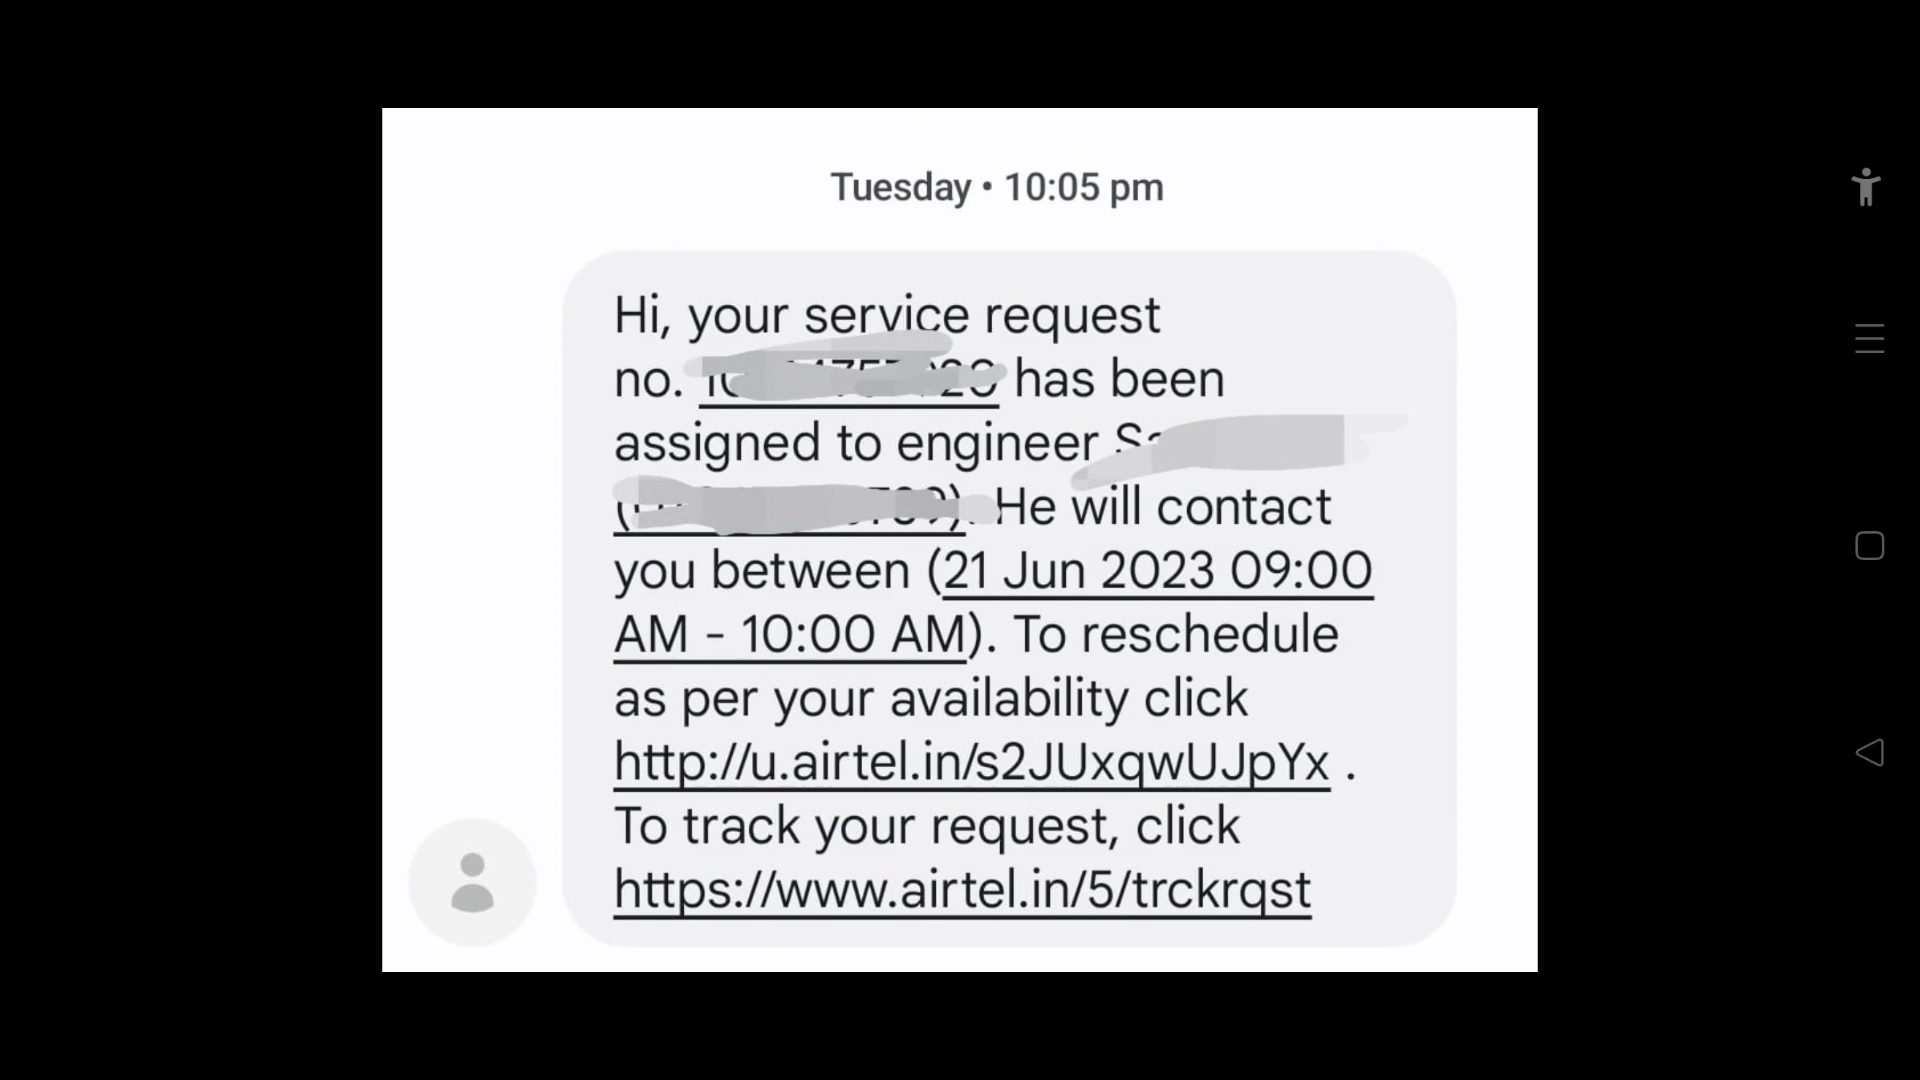 Tuesday • 10:05 pm
Hi, your service request
no. has been
assigned to engineer
He will contact
you between (21 Jun 2023 09:00
AM - 10:00 AM). To reschedule
as per your availability click
http://u.airtel.in/s2JUxqwUJpYx .
To track your request, click
https://www.airtel.in/5/trckrqst